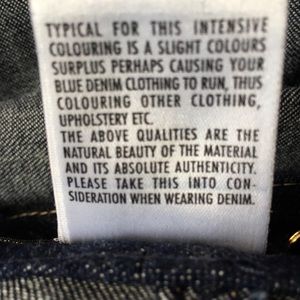 TYPICAL FOR THIS INTENSIVE
COLOURING IS A SLIGHT COLOURS
SURPLUS PERHAPS CAUSING YOUR
BLUE DENIM CLOTHING TO RUN, THUS
COLOURING OTHER CLOTHING,
UPHOLSTERY ETC.
THE ABOVE QUALITIES ARE THE
NATURAL BEAUTY OF THE MATERIAL
AND ITS ABSOLUTE AUTHENTICITY.
PLEASE TAKE THIS INTO CON-
SIDERATION WHEN WEARING DENIM.